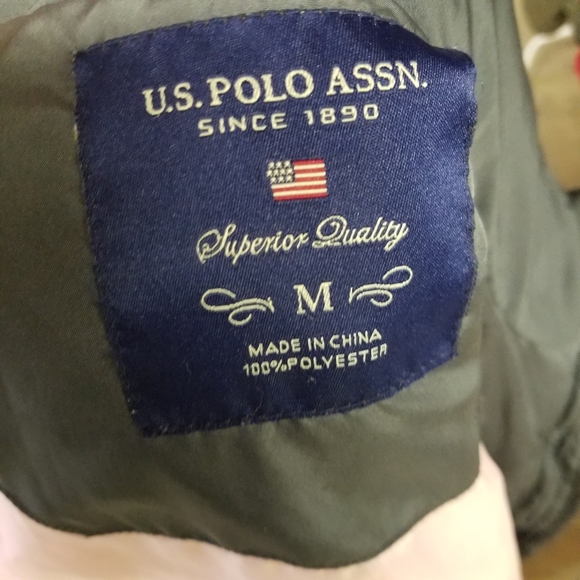 U.S. POLO ASSN.
SINCE 1890
Superior Quality
M
MADE IN CHINA
100%POLYESTER